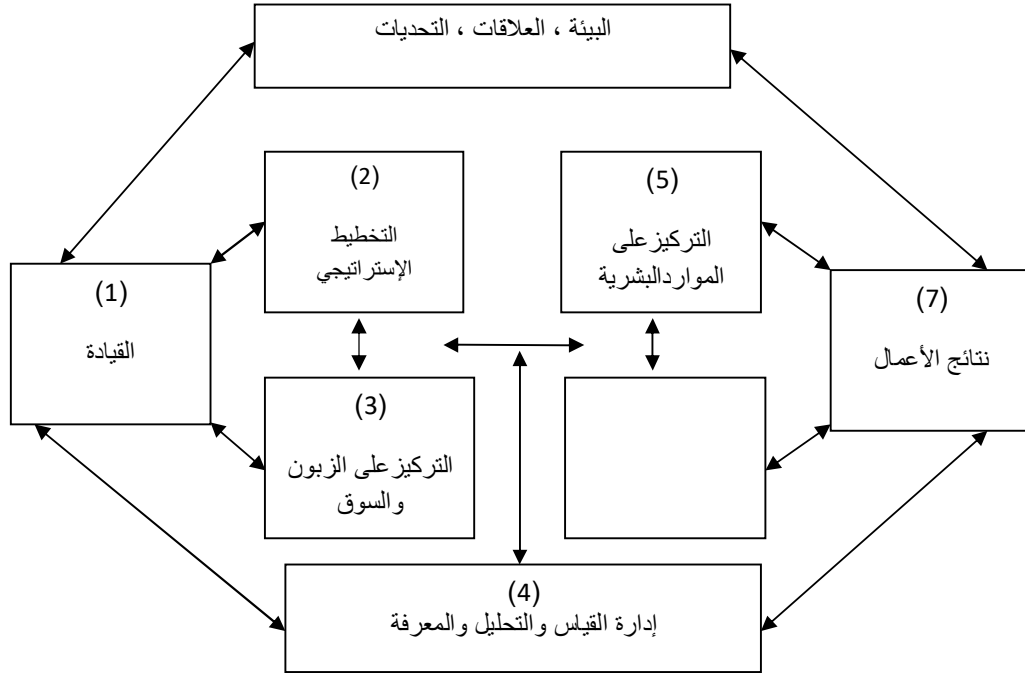 البيئة ، العلاقات ، التحديات
(2)
التخطيط
الإستراتيجي
(5)
التركيزعلى
المواردالبشرية
(1)
القيادة
(7)
نتائج الأعمال
(3)
التركيزعلى الزبون
والسوق
(4)
إدارة القياس والتحليل والمعرفة